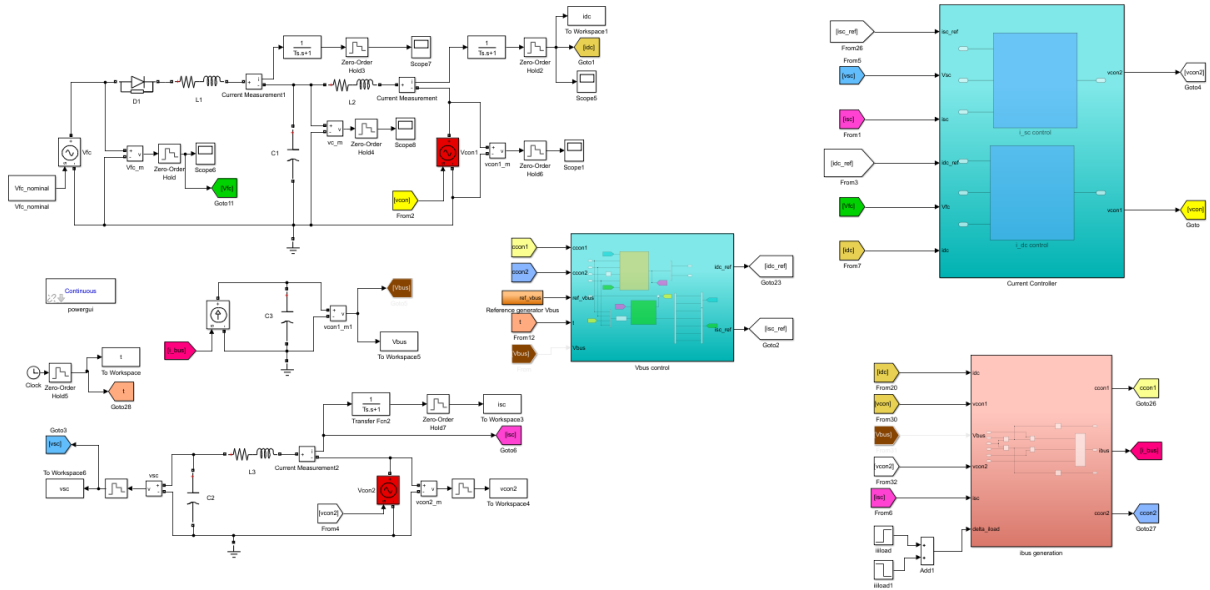 idc
To Workspace1
1
Ts.s+1
Zero-Order
Hold3
Scope7
1
Ts.s+1
Zero-Order
Hold2
[idc]
Goto1
Scope5
D1
L1
Current Measurement1
L2
Current Measurement
Vfc
Vfc_m
Zero-Order
Hold
Scope6
[Vfc]
Goto11
Vfc_nominal
Vfc_nominal
C1
vc_m
Zero-Order
Hold4
Scope8
Vcon1
vcon1_m
Zero-Order
Hold6
Scope1
[vcon]
From2
[isc_ref]
From26
From5
[vsc]
[isc]
From1
[idc_ref]
From3
[Vfc]
[idc]
From7
isc_ref
Vsc
isc
idc_ref
Vfc
idc
i_sc control
i_dc control
vcon2
vcon1
Current Controller
[vcon2]
Goto4
[vcon]
Goto
Continuous
powergui
[i_bus]
C3
vcon1_m1
[Vbus]
Vbus
To Workspace5
ccon1
ccon2
ref_vbus
Reference generator Vbus
t
From12
[Vbus]
ccon1
ccon2
ref_vbus
t
Vbus
idc_ref
isc_ref
Vbus control
[idc_ref]
Goto23
[isc_ref]
Goto2
Clock
Zero-Order
Hold5
t
To Workspace
t
Goto28
Goto3
[vsc]
To Workspace6
vsc
vsc
C2
L3
Current Measurement2
1
Ts.s+1
Transfer Fcn2
Zero-Order
Hold7
isc
To Workspace3
[isc]
Goto6
Vcon2
[vcon2]
From4
vcon2_m
vcon2
To Workspace4
[idc]
From20
[vcon]
From30
[Vbus]
[vcon2]
From32
[isc]
From6
iiload
iiload1
Add1
idc
vcon1
Vbus
vcon2
isc
delta_Iload
ccon1
ibus
ccon2
ibus generation
ccon1
Goto26
[i_bus]
ccon2
Goto27